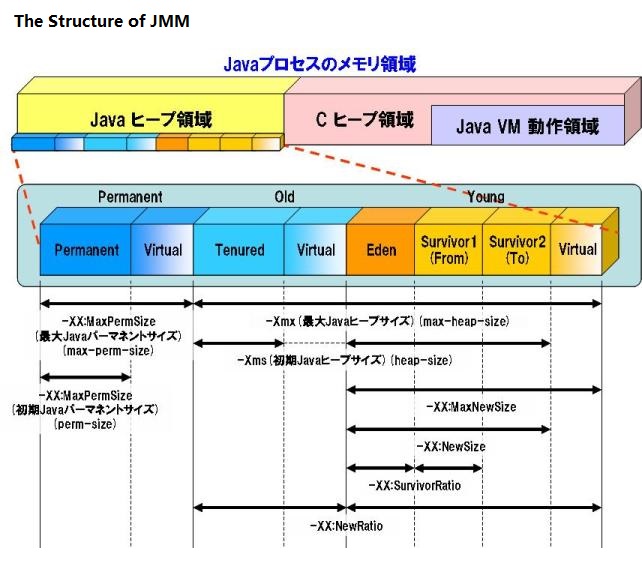 The Structure of JMM
Javaプロセスのメモリ領域
Java ヒープ領域
C ヒープ領域
Java VM 動作領域
Permanent
Old
Young
Permanent
Virtual
Tenured
Virtual
Eden
Survivor1
(From)
Survivor2
(To)
Virtual
-XX:MaxPermSize
(最大Javaパーマネントサイズ)
(max-perm-size)
-Xmx(最大Javaヒープサイズ)(max-heap-size)
-Xms(初期Javaヒープサイズ)(heap-size)
-XX:MaxPermSize
(初期Javaパーマネントサイズ)
(perm-size)
-XX:MaxNewSize
-XX:NewSize
-XX:SurvivorRatio
-XX:NewRatio